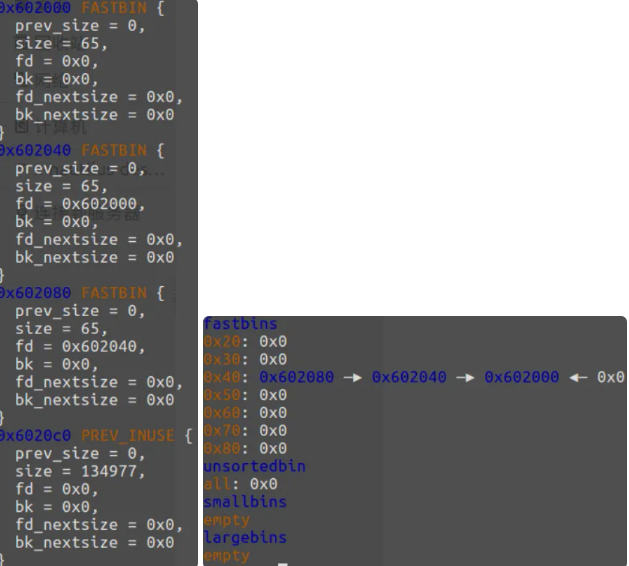 0x602000 FASTBIN {
prev_size = 0,
size = 65,
fd = 0x0,
bk = 0x0,
fd_nextsize = 0x0,
bk_nextsize = 0x0
}
0x602040 FASTBIN {
prev_size = 0,
size = 65,
fd = 0x602000,
bk = 0x0,
fd_nextsize = 0x0,
bk_nextsize = 0x0
}
0x602080 FASTBIN {
prev_size = 0,
size = 65,
fd = 0x602040,
bk = 0x0,
fd_nextsize = 0x0,
bk_nextsize = 0x0
}
0x6020c0 PREV_INUSE {
prev_size = 0,
size = 134977,
fd = 0x0,
bk = 0x0,
fd_nextsize = 0x0,
bk_nextsize = 0x0
}
计算机
fastbins
0x20: 0x0
0x30: 0x0
0x40: 0x602080 —▸ 0x602040 —▸ 0x602000 ◂— 0x0
0x50: 0x0
0x60: 0x0
0x70: 0x0
0x80: 0x0
unsortedbin
all: 0x0
smallbins
empty
largebins
empty